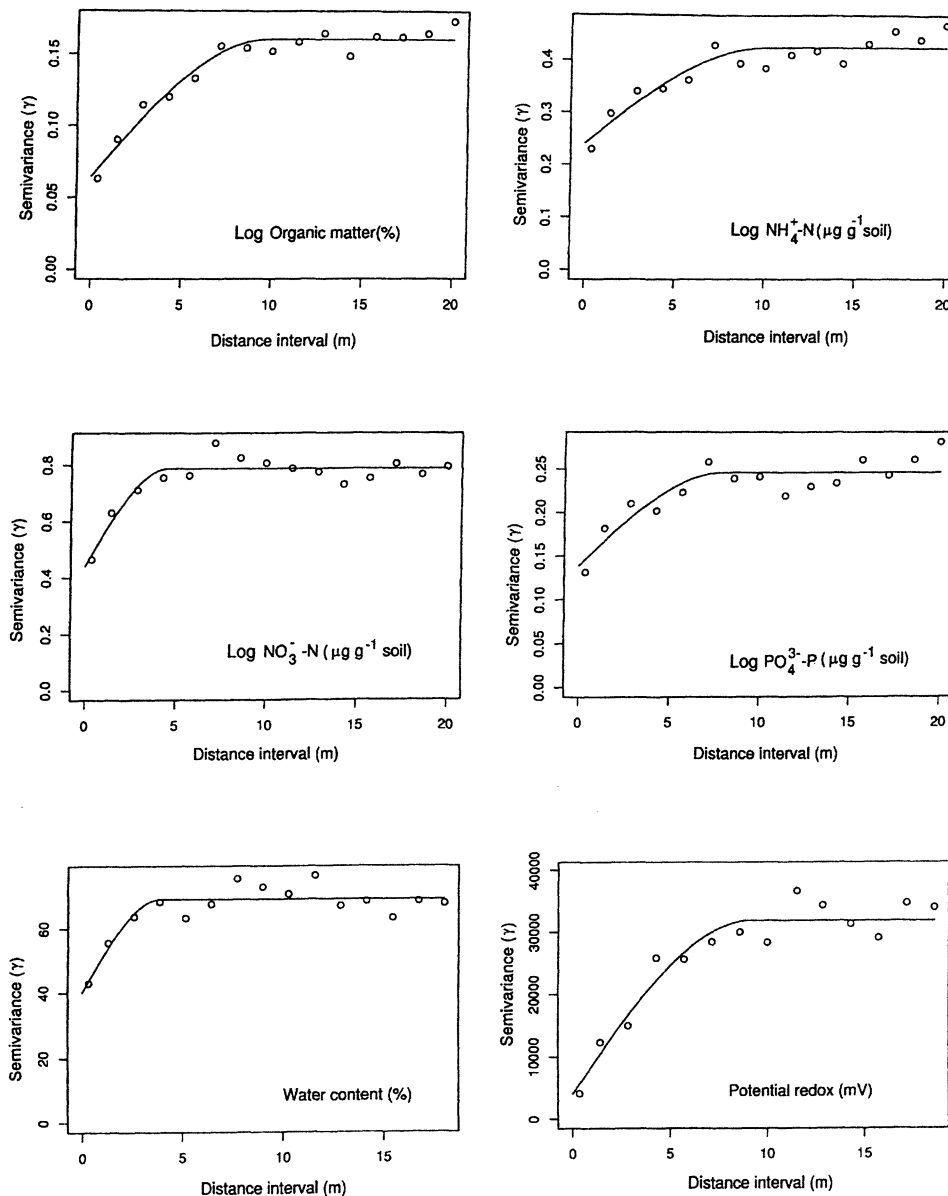 Semivariance (γ)
0.00 0.05 0.10 0.15
Log Organic matter(%)
0 5 10 15 20
Distance interval (m)
Semivariance (γ)
0.0 0.1 0.2 0.3 0.4
Log NH₄⁺-N (μg g⁻¹ soil)
0 5 10 15 20
Distance interval (m)
Semivariance (γ)
0.0 0.2 0.4 0.6 0.8
Log NO₃⁻-N (μg g⁻¹ soil)
0 5 10 15 20
Distance interval (m)
Semivariance (γ)
0.00 0.05 0.10 0.15 0.20 0.25
Log PO₄³⁻-P (μg g⁻¹ soil)
0 5 10 15 20
Distance interval (m)
Semivariance (γ)
0 20 40 60
Water content (%)
0 5 10 15
Distance interval (m)
Semivariance (γ)
0 10000 20000 30000 40000
Potential redox (mV)
0 5 10 15
Distance interval (m)